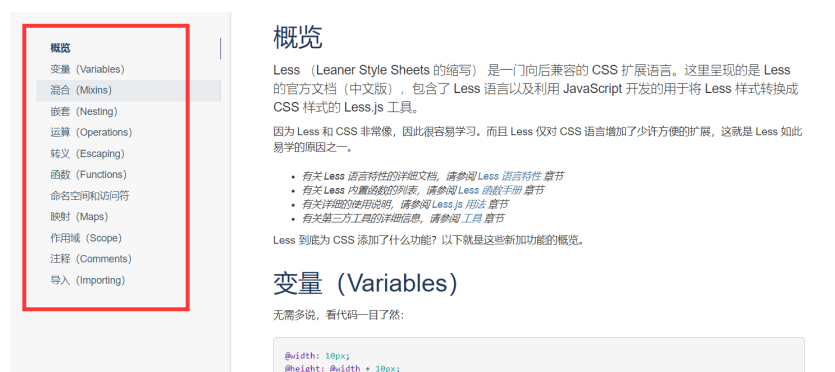 概览
变量（Variables）
混合（Mixins）
嵌套（Nesting）
运算（Operations）
转义（Escaping）
函数（Functions）
命名空间和访问符
映射（Maps）
作用域（Scope）
注释（Comments）
导入（Importing）
概览
Less （Leaner Style Sheets 的缩写） 是一门向后兼容的 CSS 扩展语言。这里呈现的是 Less
的官方文档（中文版），包含了 Less 语言以及利用 JavaScript 开发的用于将 Less 样式转换成
CSS 样式的 Less.js 工具。
因为 Less 和 CSS 非常像，因此很容易学习。而且 Less 仅对 CSS 语言增加了少许方便的扩展，这就是 Less 如此
易学的原因之一。
• 有关 Less 语言特性的详细文档，请参阅 Less 语言特性 章节
• 有关 Less 内置函数的列表，请参阅 Less 函数手册 章节
• 有关详细的使用说明，请参阅 Less.js 用法 章节
• 有关第三方工具的详细信息，请参阅 工具 章节
Less 到底为 CSS 添加了什么功能？以下就是这些新加功能的概览。
变量（Variables）
无需多说，看代码一目了然：
@width: 10px;
@height: @width + 10px;